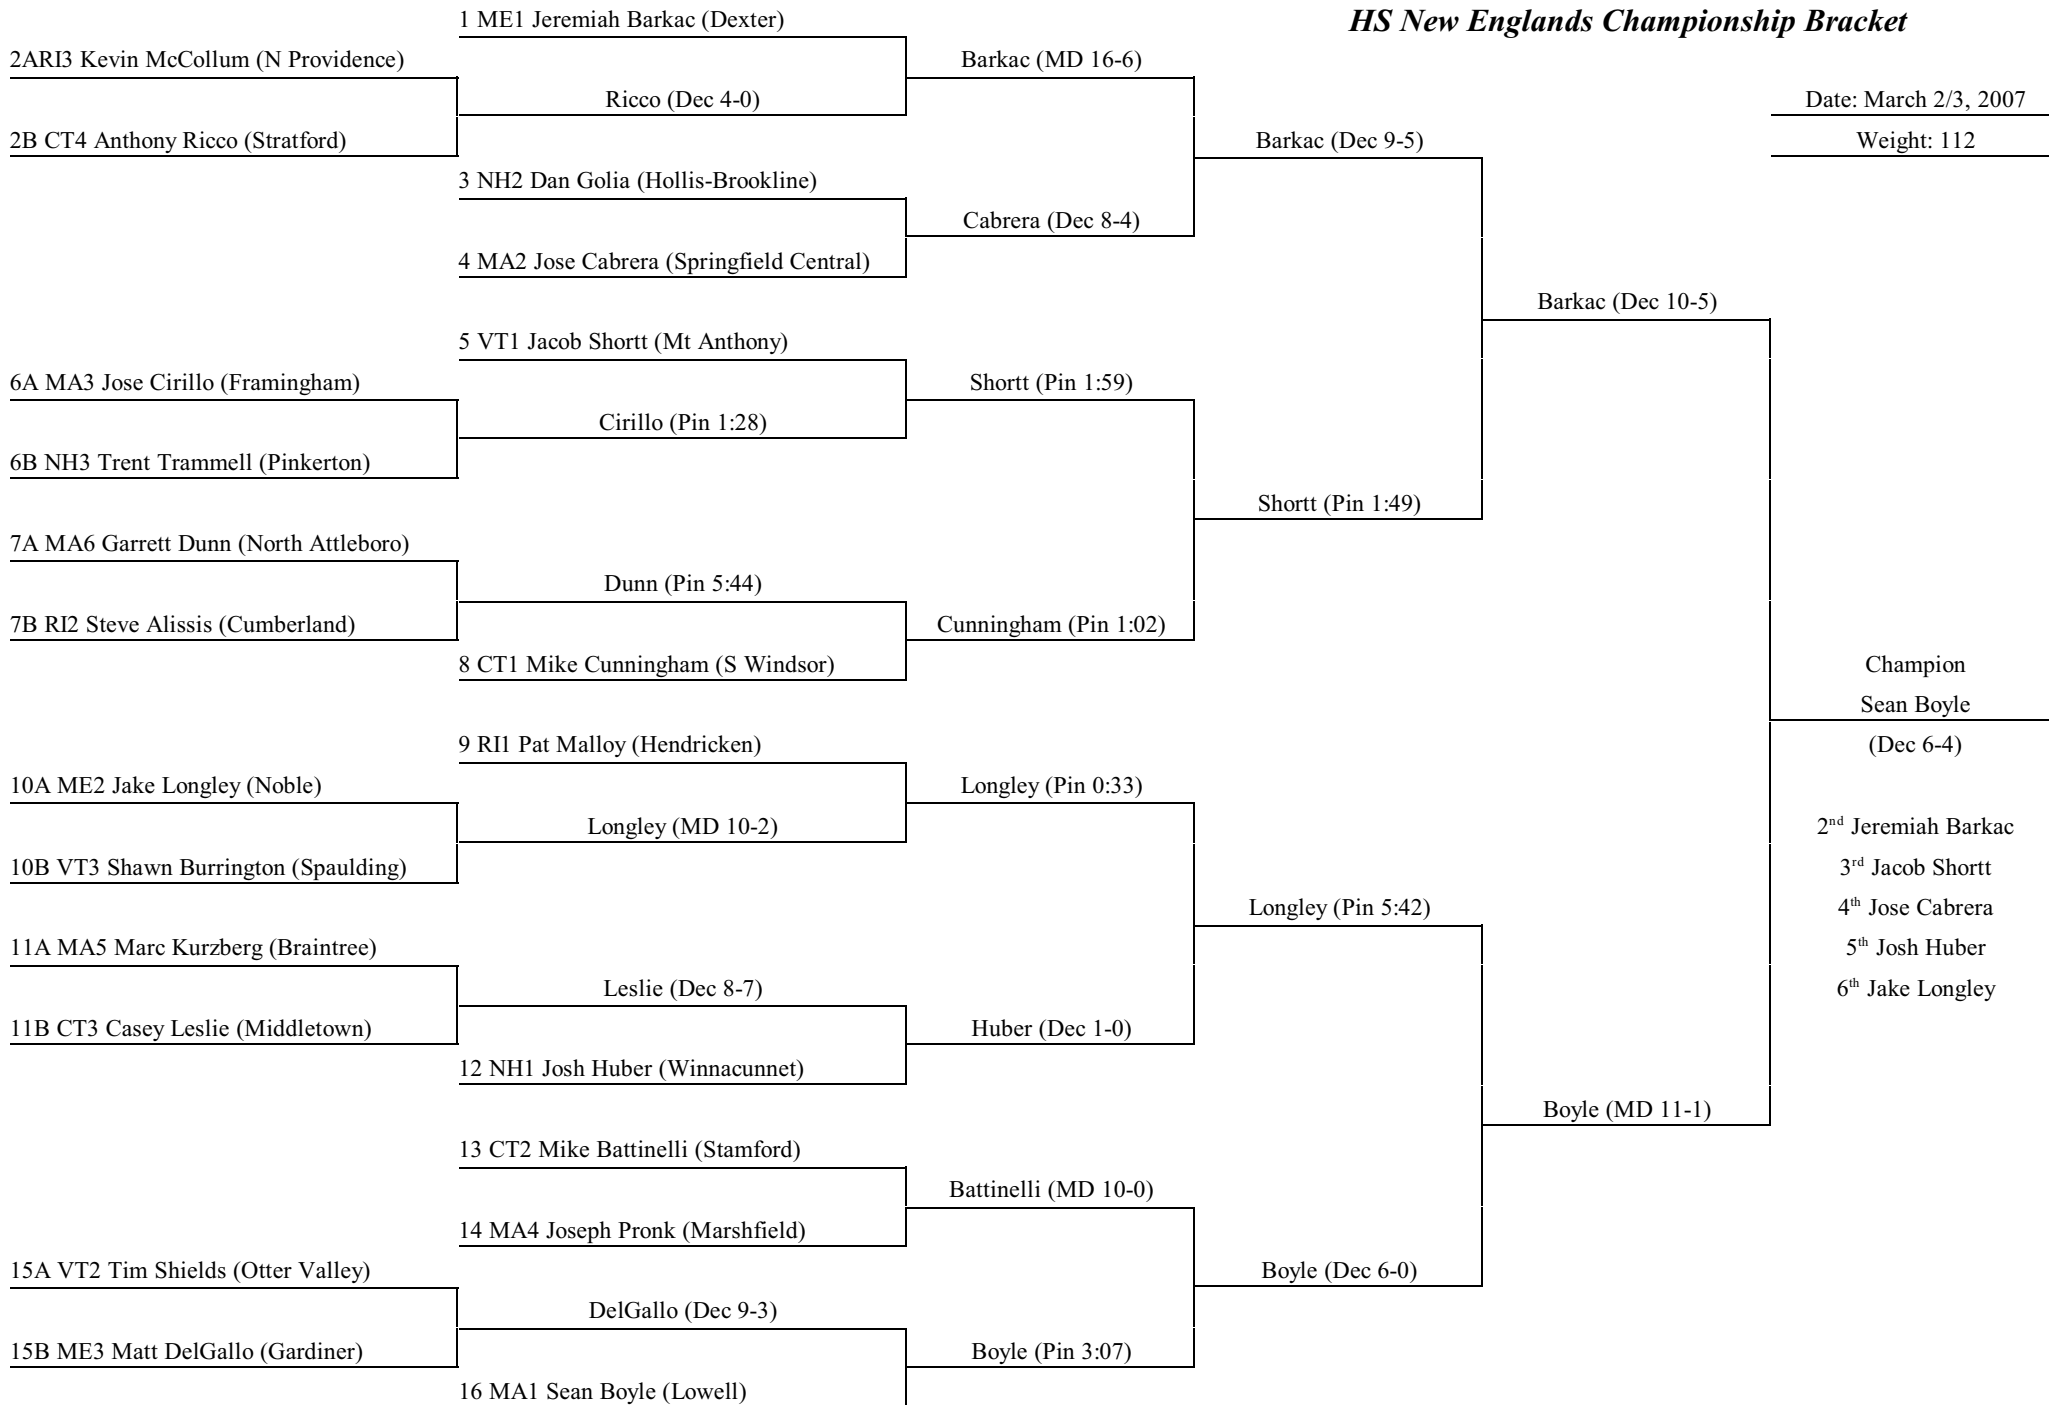 HS New Englands Championship Bracket
Date: March 2/3, 2007
Weight: 112
2ARI3 Kevin McCollum (N Providence)
2B CT4 Anthony Ricco (Stratford)
6A MA3 Jose Cirillo (Framingham)
6B NH3 Trent Trammell (Pinkerton)
7A MA6 Garrett Dunn (North Attleboro)
7B RI2 Steve Alissis (Cumberland)
10A ME2 Jake Longley (Noble)
10B VT3 Shawn Burrington (Spaulding)
11A MA5 Marc Kurzberg (Braintree)
11B CT3 Casey Leslie (Middletown)
15A VT2 Tim Shields (Otter Valley)
15B ME3 Matt DelGallo (Gardiner)
1 ME1 Jeremiah Barkac (Dexter)
Ricco (Dec 4-0)
3 NH2 Dan Golia (Hollis-Brookline)
4 MA2 Jose Cabrera (Springfield Central)
5 VT1 Jacob Shortt (Mt Anthony)
Cirillo (Pin 1:28)
Dunn (Pin 5:44)
8 CT1 Mike Cunningham (S Windsor)
9 RI1 Pat Malloy (Hendricken)
Longley (MD 10-2)
Leslie (Dec 8-7)
12 NH1 Josh Huber (Winnacunnet)
13 CT2 Mike Battinelli (Stamford)
14 MA4 Joseph Pronk (Marshfield)
DelGallo (Dec 9-3)
16 MA1 Sean Boyle (Lowell)
Barkac (MD 16-6)
Cabrera (Dec 8-4)
Shortt (Pin 1:59)
Cunningham (Pin 1:02)
Longley (Pin 0:33)
Huber (Dec 1-0)
Battinelli (MD 10-0)
Boyle (Pin 3:07)
Barkac (Dec 9-5)
Shortt (Pin 1:49)
Longley (Pin 5:42)
Boyle (Dec 6-0)
Barkac (Dec 10-5)
Boyle (MD 11-1)
Champion
Sean Boyle
(Dec 6-4)
2nd Jeremiah Barkac
3rd Jacob Shortt
4th Jose Cabrera
5th Josh Huber
6th Jake Longley